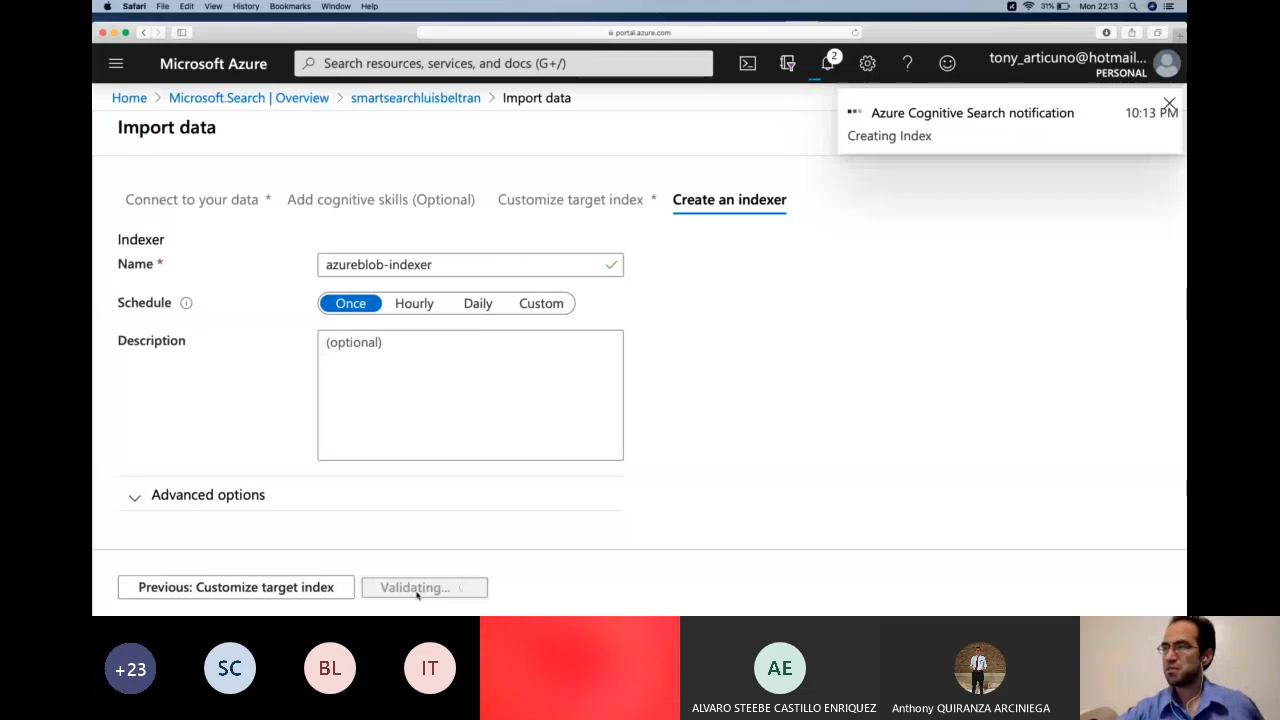 Safari File Edit View History Bookmarks Window Help 31% Mon 22:13
portal.azure.com
Microsoft Azure Search resources, services, and docs (G+/) 2 tony_articuno@hotmail...
PERSONAL
Home > Microsoft.Search | Overview > smartsearchluisbeltran > Import data
Import data
Azure Cognitive Search notification 10:13 PM
Creating Index
Connect to your data * Add cognitive skills (Optional) Customize target index * Create an indexer
Indexer
Name * azureblob-indexer
Schedule Once Hourly Daily Custom
Description (optional)
Advanced options
Previous: Customize target index Validating...
+23 SC BL IT AE
ALVARO STEEBE CASTILLO ENRIQUEZ Anthony QUIRANZA ARCINIEGA